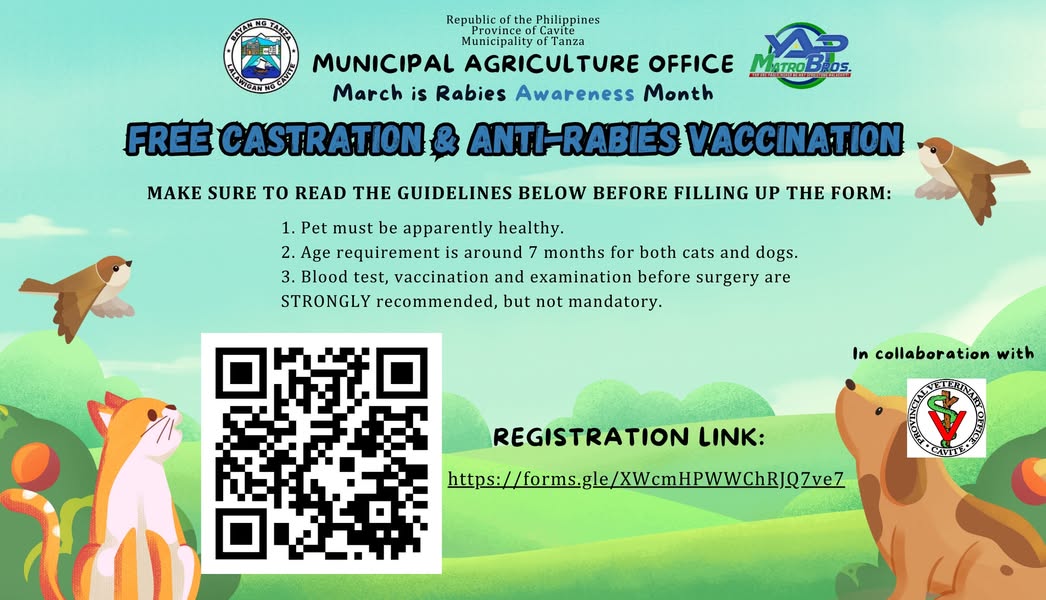 Republic of the Philippines
Province of Cavite
Municipality of Tanza
MUNICIPAL AGRICULTURE OFFICE
March is Rabies Awareness Month
BAYAN NG TANZA
LALAWIGAN NG CAVITE
YAP
MATRO BROS.
FREE CASTRATION & ANTI-RABIES VACCINATION
MAKE SURE TO READ THE GUIDELINES BELOW BEFORE FILLING UP THE FORM:
1. Pet must be apparently healthy.
2. Age requirement is around 7 months for both cats and dogs.
3. Blood test, vaccination and examination before surgery are
STRONGLY recommended, but not mandatory.
In collaboration with
PROVINCIAL VETERINARY OFFICE
CAVITE
REGISTRATION LINK:
https://forms.gle/XWcmHPWWChRJQ7ve7